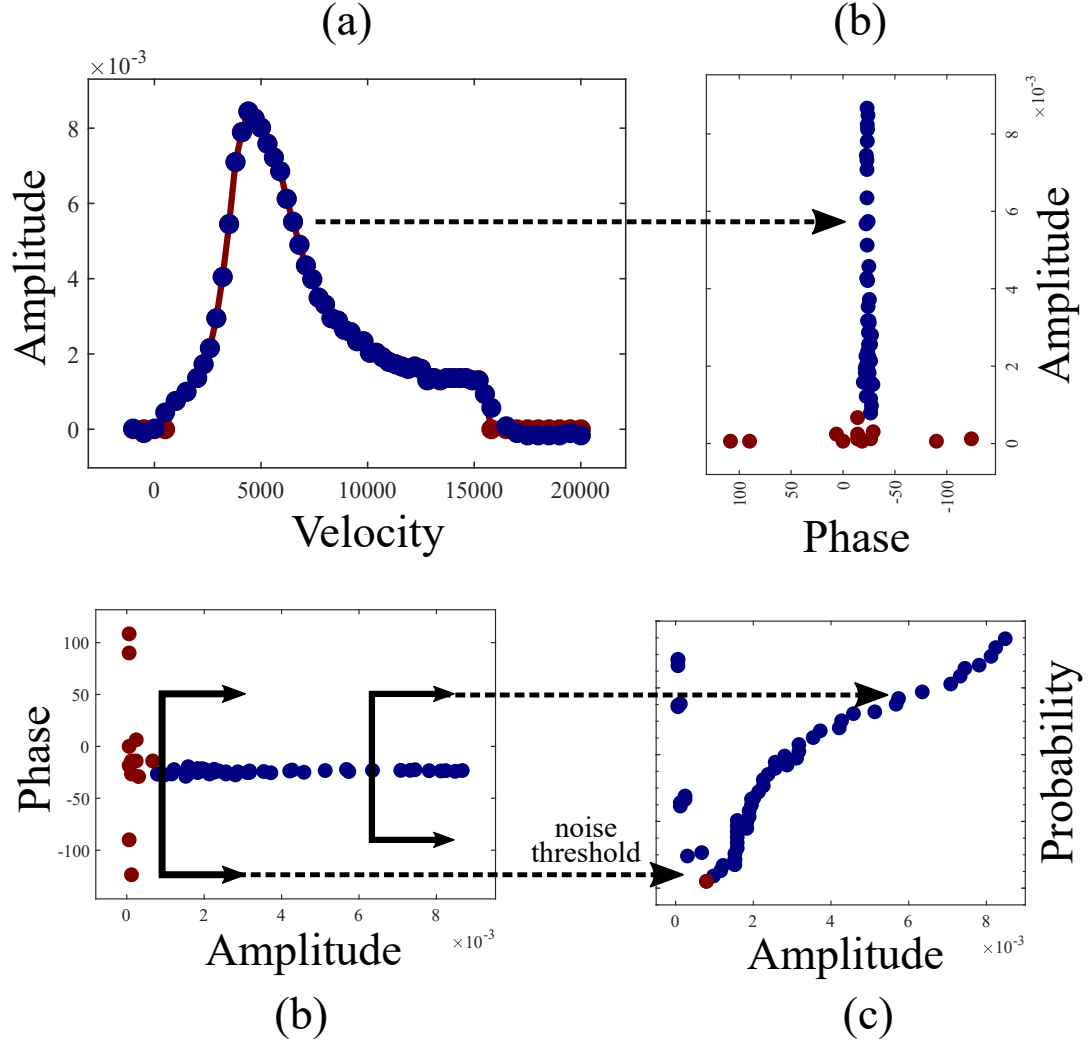 (a)
×10⁻³
8
6
4
2
0
Amplitude
0 5000 10000 15000 20000
Velocity
(b)
×10⁻³
8
6
4
2
0
Amplitude
100 50 0 -50 -100
Phase
100
50
0
-50
-100
Phase
0 2 4 6 8
×10⁻³
Amplitude
(b)
noise
threshold
Probability
0 2 4 6 8
×10⁻³
Amplitude
(c)